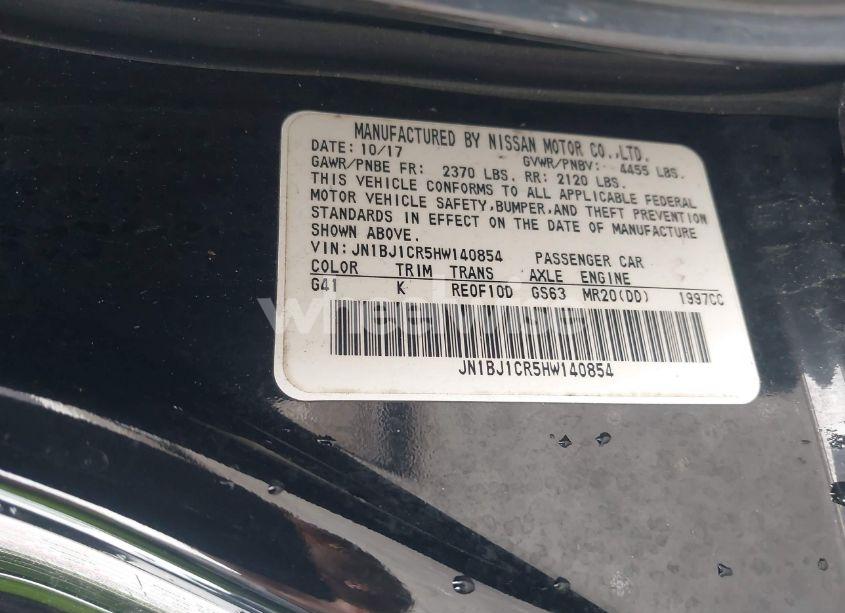 MANUFACTURED BY NISSAN MOTOR CO.,LTD.
DATE: 10/17 GVWR/PNBV: 4455 LBS.
GAWR/PNBE FR: 2370 LBS. RR: 2120 LBS.
THIS VEHICLE CONFORMS TO ALL APPLICABLE FEDERAL
MOTOR VEHICLE SAFETY,BUMPER,AND THEFT PREVENTION
STANDARDS IN EFFECT ON THE DATE OF MANUFACTURE
SHOWN ABOVE.
VIN:JN1BJ1CR5HW140854 PASSENGER CAR
COLOR TRIM TRANS AXLE ENGINE
G41 K RE0F10D GS63 MR20(DD) 1997CC
wheelwise
JN1BJ1CR5HW140854